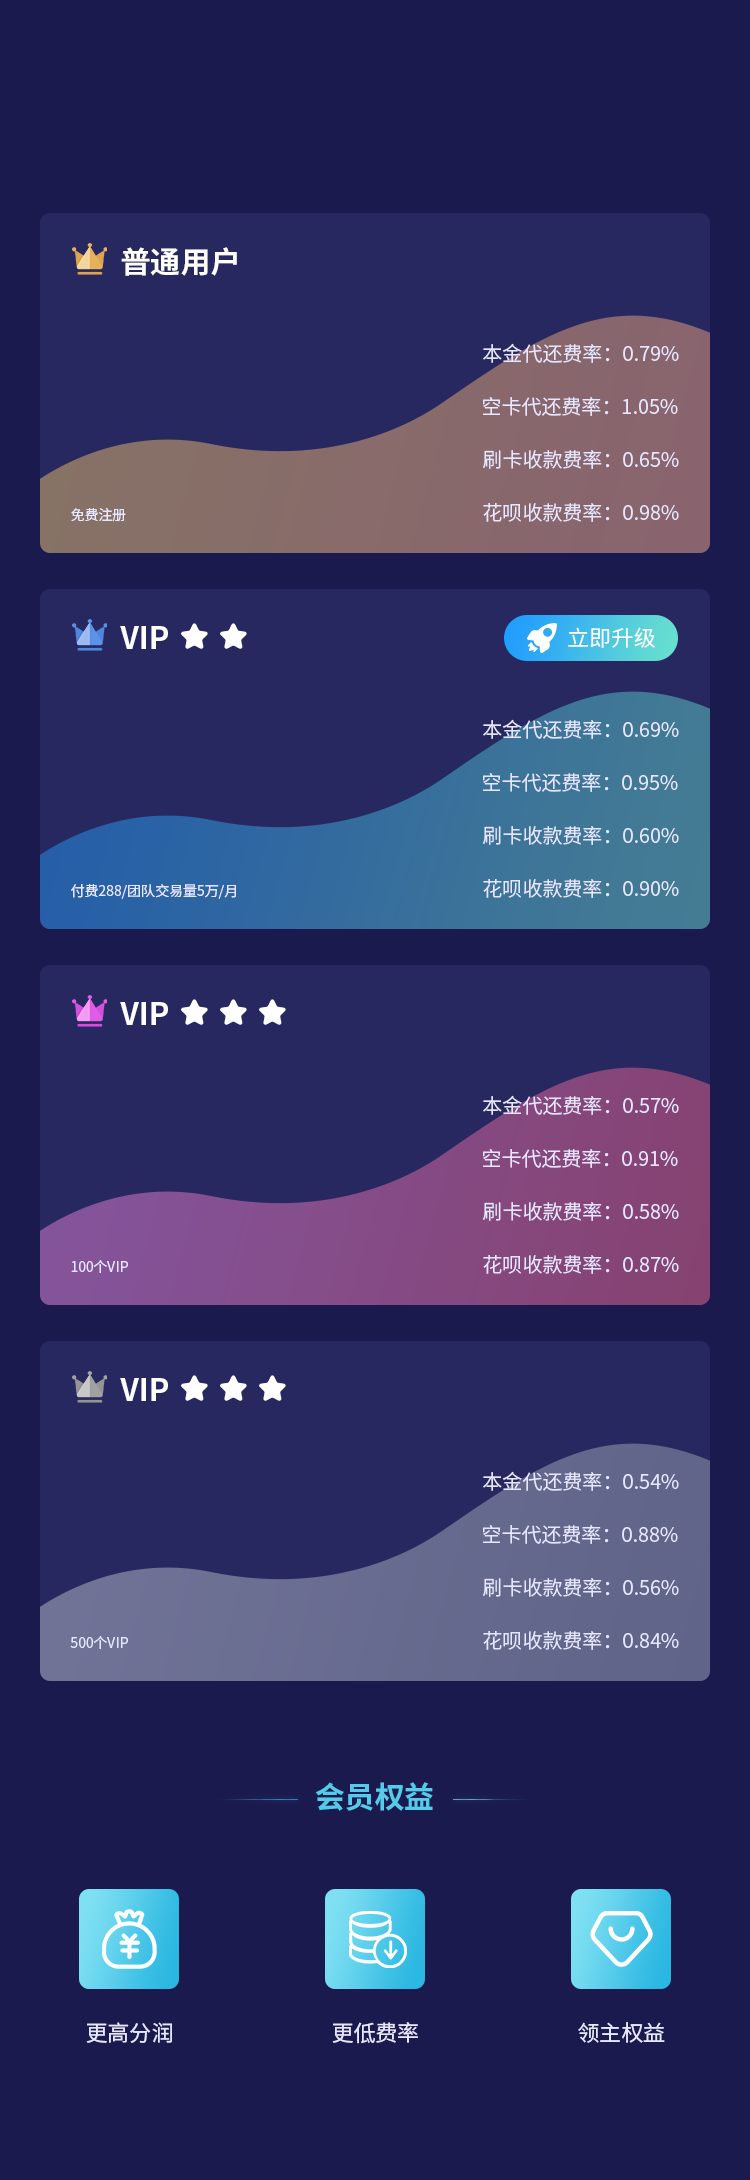 普通用户
本金代还费率：0.79%
空卡代还费率：1.05%
刷卡收款费率：0.65%
花呗收款费率：0.98%
免费注册
VIP
立即升级
本金代还费率：0.69%
空卡代还费率：0.95%
刷卡收款费率：0.60%
花呗收款费率：0.90%
付费288/团队交易量5万/月
VIP
本金代还费率：0.57%
空卡代还费率：0.91%
刷卡收款费率：0.58%
花呗收款费率：0.87%
100个VIP
VIP
本金代还费率：0.54%
空卡代还费率：0.88%
刷卡收款费率：0.56%
花呗收款费率：0.84%
500个VIP
会员权益
更高分润
更低费率
领主权益